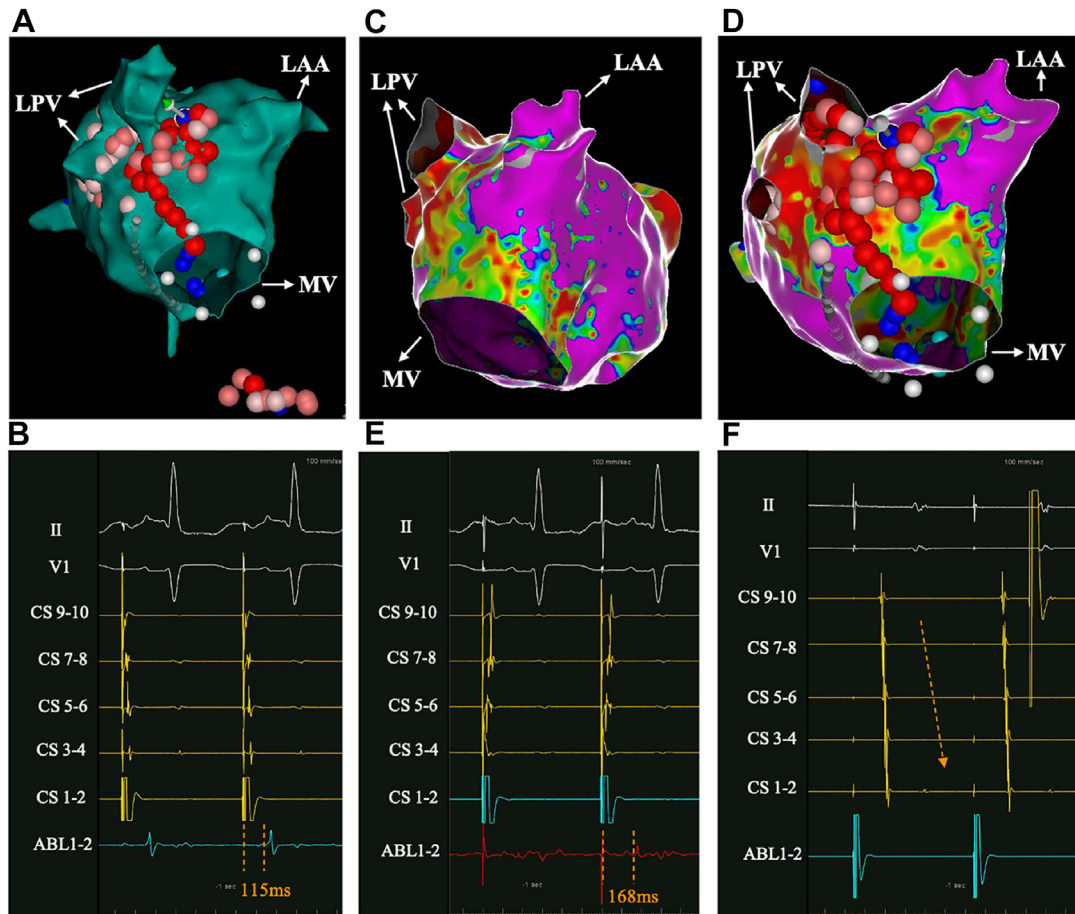 A
LPV
LAA
MV
C
LPV
LAA
MV
D
LPV
LAA
MV
B
100 mm/sec
II
V1
CS 9-10
CS 7-8
CS 5-6
CS 3-4
CS 1-2
ABL1-2
115ms
-1 sec
E
100 mm/sec
II
V1
CS 9-10
CS 7-8
CS 5-6
CS 3-4
CS 1-2
ABL1-2
168ms
-1 sec
F
100 mm/sec
II
V1
CS 9-10
CS 7-8
CS 5-6
CS 3-4
CS 1-2
ABL1-2
-1 sec